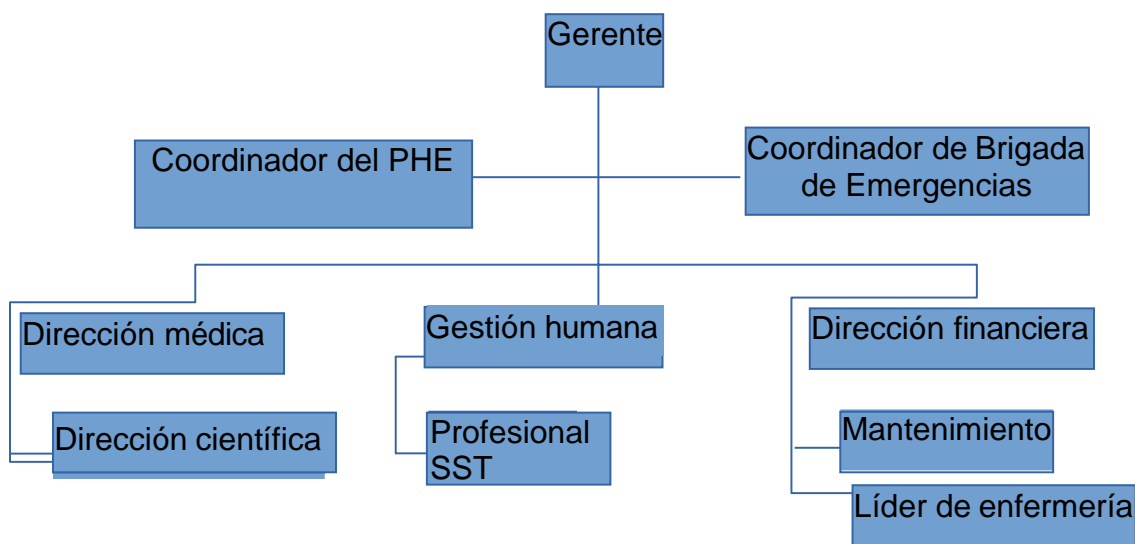 Gerente
Coordinador del PHE
Coordinador de Brigada
de Emergencias
Dirección médica
Gestión humana
Dirección financiera
Dirección científica
Profesional
SST
Mantenimiento
Líder de enfermería